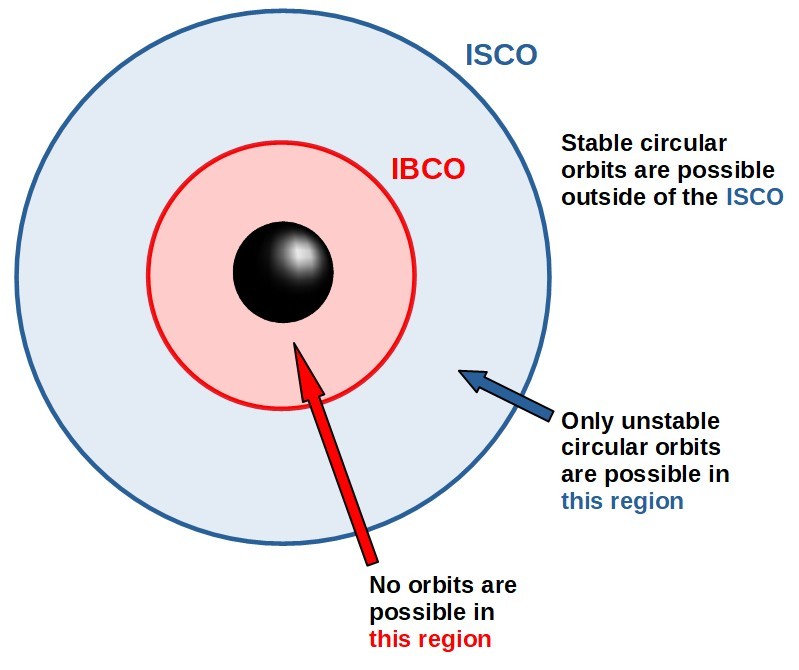 ISCO
Stable circular
orbits are possible
outside of the ISCO
IBCO
Only unstable
circular orbits
are possible in
this region
No orbits are
possible in
this region